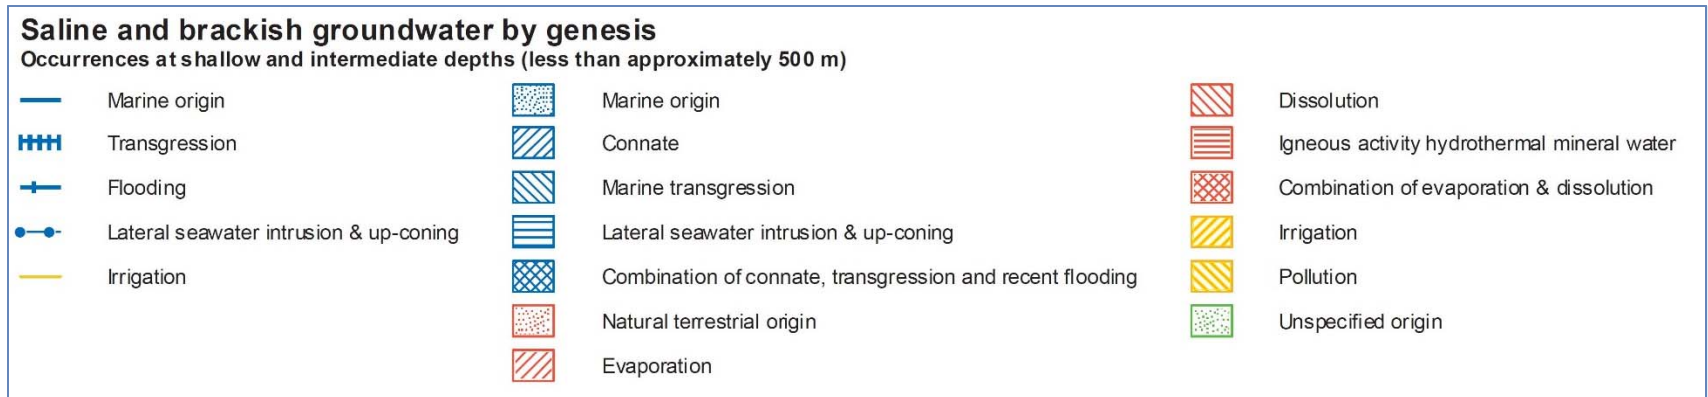 Saline and brackish groundwater by genesis
Occurrences at shallow and intermediate depths (less than approximately 500 m)
Marine origin
Transgression
Flooding
Lateral seawater intrusion & up-coning
Irrigation
Marine origin
Connate
Marine transgression
Lateral seawater intrusion & up-coning
Combination of connate, transgression and recent flooding
Natural terrestrial origin
Evaporation
Dissolution
Igneous activity hydrothermal mineral water
Combination of evaporation & dissolution
Irrigation
Pollution
Unspecified origin